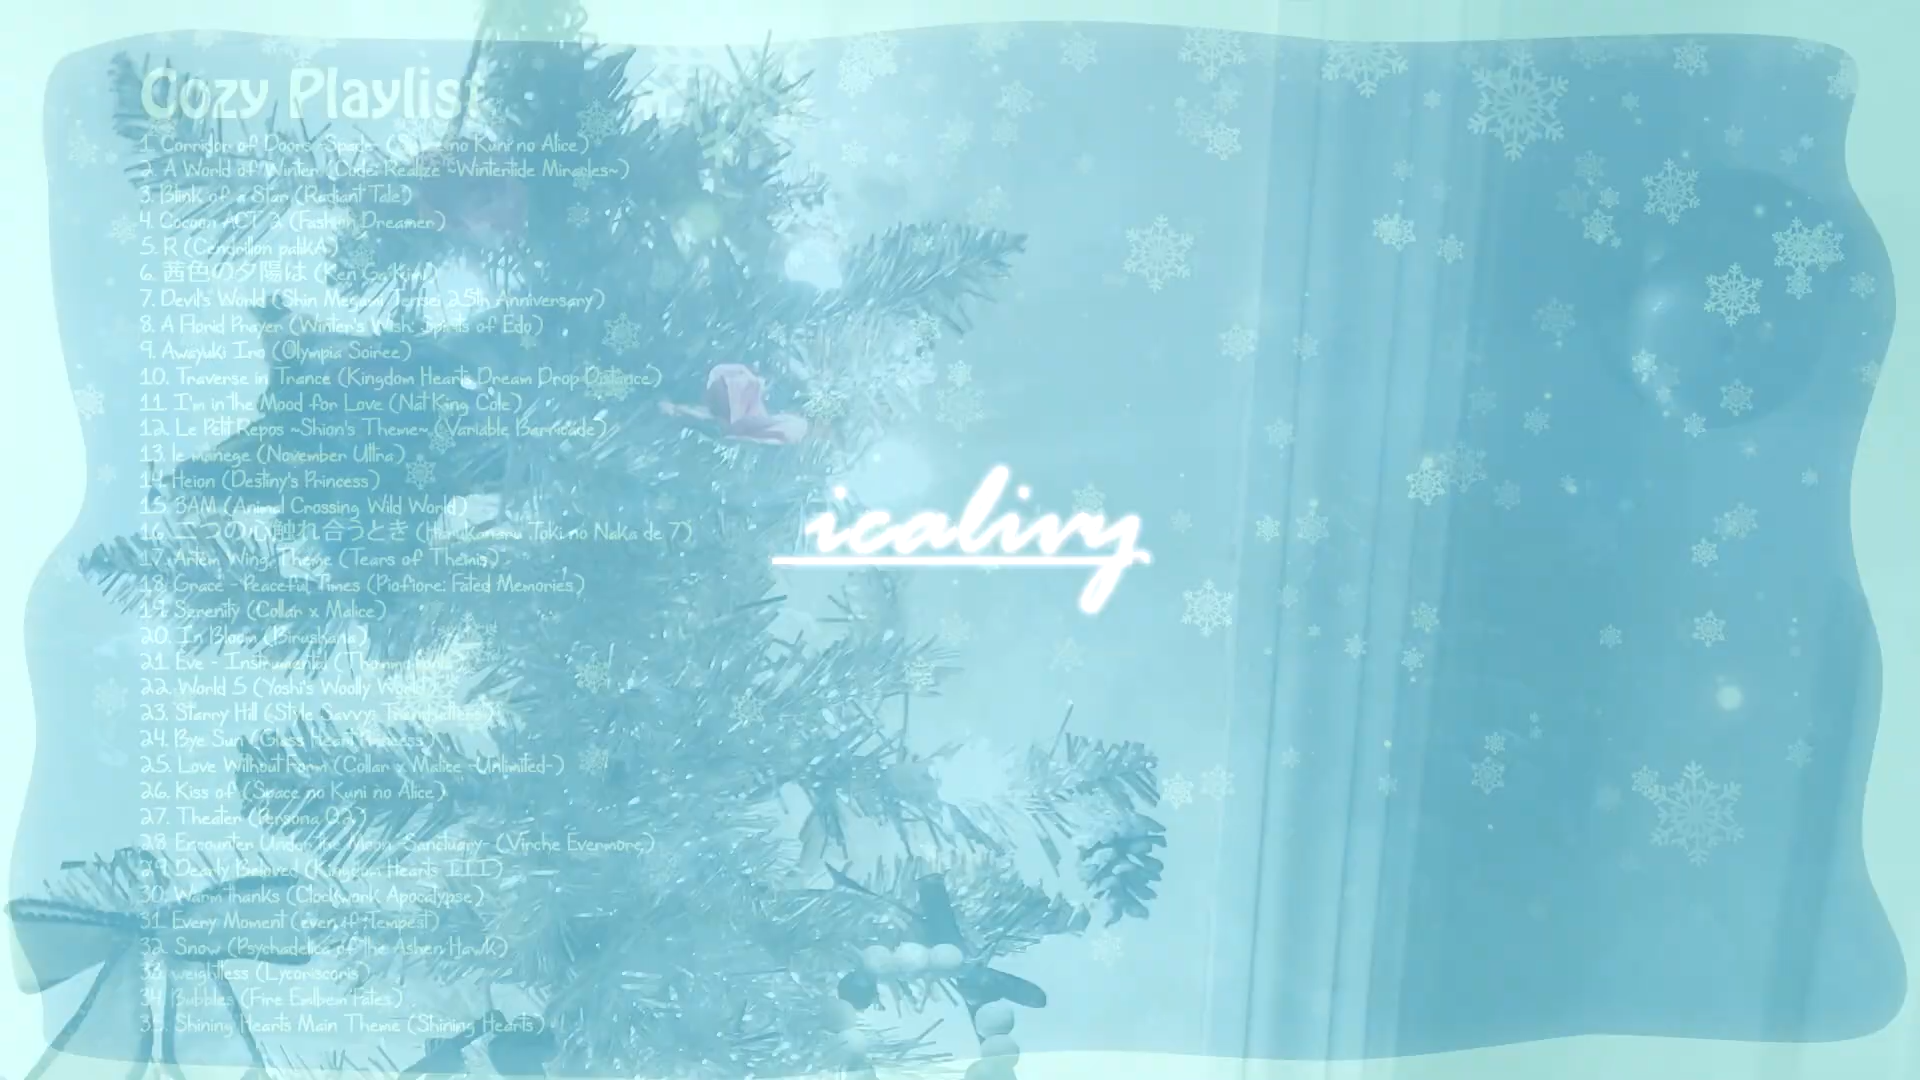 Cozy Playlist
1. Corridor of Doors -Spade- (Space no Kuni no Alice)
2. A World of Winter (Code: Realize ~Wintertide Miracles~)
3. Blink of a Star (Radiant Tale)
4. Cocoon ACT 2 (Fashion Dreamer)
5. R (Cendrillon palikA)
6. 茜色の夕陽は (Ken Ga Kimi)
7. Devil's World (Shin Megami Tensei 25th Anniversary)
8. A Florid Prayer (Winter's Wish: Spirits of Edo)
9. Awayuki Iro (Olympia Soiree)
10. Traverse in Trance (Kingdom Hearts Dream Drop Distance)
11. I'm in the Mood for Love (Nat King Cole)
12. Le Petit Repos ~Shion's Theme~ (Variable Barricade)
13. le manege (November Ultra)
14. Heion (Destiny's Princess)
15. 3AM (Animal Crossing Wild World)
16. 二つの心触れ合うとき (Harukanaru Toki no Naka de 7)
17. Artem Wing Theme (Tears of Themis)
18. Grace - Peaceful Times (Piofiore: Fated Memories)
19. Serenity (Collar x Malice)
20. In Bloom (Birushana)
21. Eve - Instrumental
22. World 5 (Yoshi's Woolly World)
23. Starry Hill (Style Savvy: Trendsetters)
24. Bye Sun (Glass Heart Princess)
25. Love Without Form (Collar x Malice -Unlimited-)
26. Kiss of (Space no Kuni no Alice)
27. Theater (Persona Q2)
28. Encounter Under the Moon -Sanctuary- (Virche Evermore)
29. Dearly Beloved (Kingdom Hearts III)
30. Warm thanks (Clockwork Apocalypse)
31. Every Moment (even if: Tempest)
32. Snow (Psychadelica of the Ashen Hawk)
33. weightless (Lycoriscoris)
34. Bubbles (Fire Emblem Fates)
35. Shining Hearts Main Theme (Shining Hearts)
icalivy